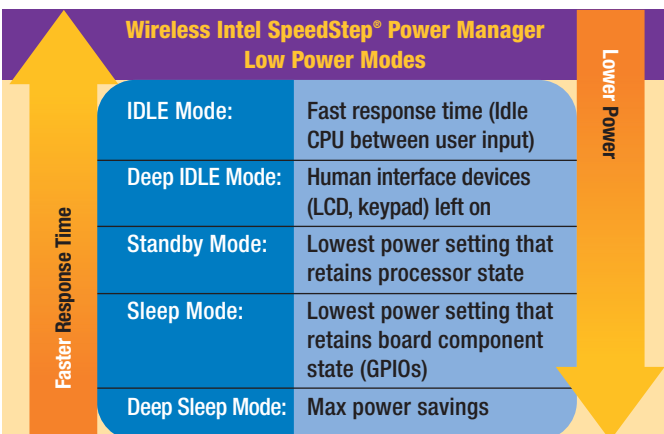 Wireless Intel SpeedStep® Power Manager
Low Power Modes
Faster Response Time
Lower Power
IDLE Mode:
Fast response time (Idle
CPU between user input)
Deep IDLE Mode:
Human interface devices
(LCD, keypad) left on
Standby Mode:
Lowest power setting that
retains processor state
Sleep Mode:
Lowest power setting that
retains board component
state (GPIOs)
Deep Sleep Mode:
Max power savings